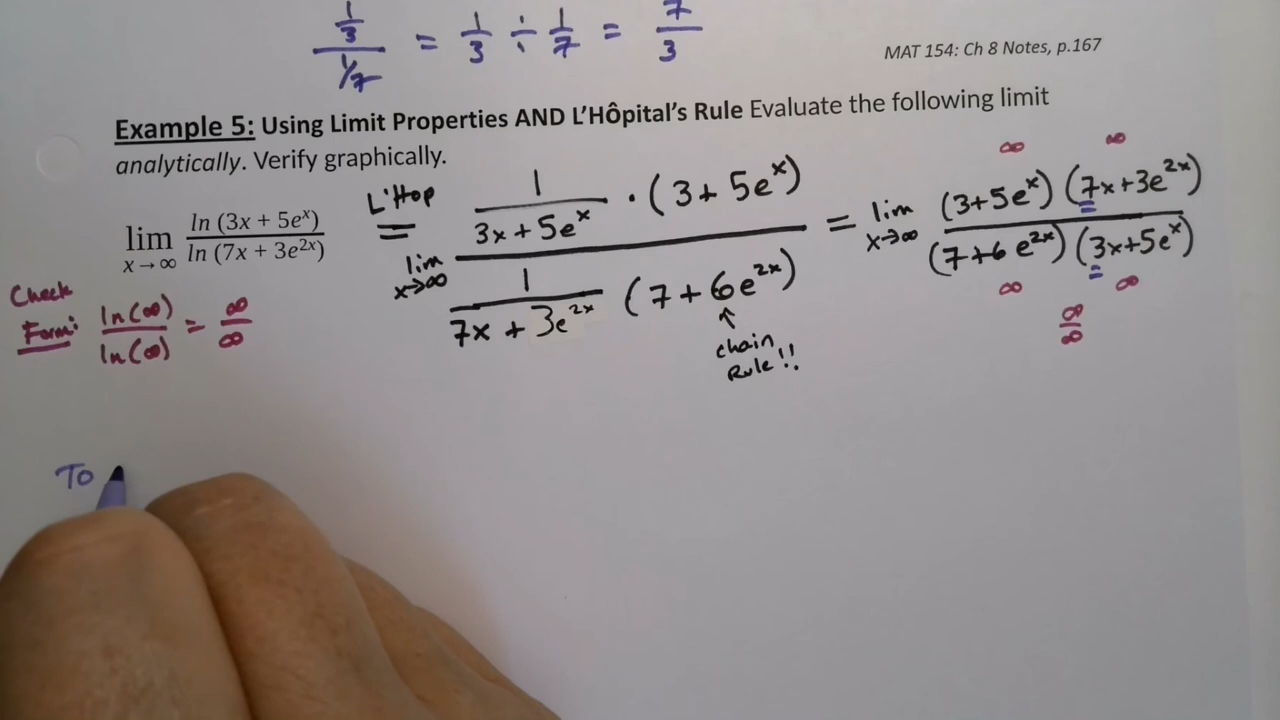 1/3 / 1/7 = 1/3 ÷ 1/7 = 7/3
MAT 154: Ch 8 Notes, p.167
Example 5: Using Limit Properties AND L'Hôpital's Rule Evaluate the following limit
analytically. Verify graphically.
lim x→∞ ln (3x + 5e^x) / ln (7x + 3e^2x)
L'Hop
=
lim x→∞ 1/(3x + 5e^x) · (3 + 5e^x) / 1/(7x + 3e^2x) (7 + 6e^2x)
↑
chain
Rule!!
= lim x→∞ (3+5e^x) (7x+3e^2x) / (7+6e^2x) (3x+5e^x)
∞ ∞
∞ ∞
∞/∞
Check
Form: ln(∞)/ln(∞) = ∞/∞
To